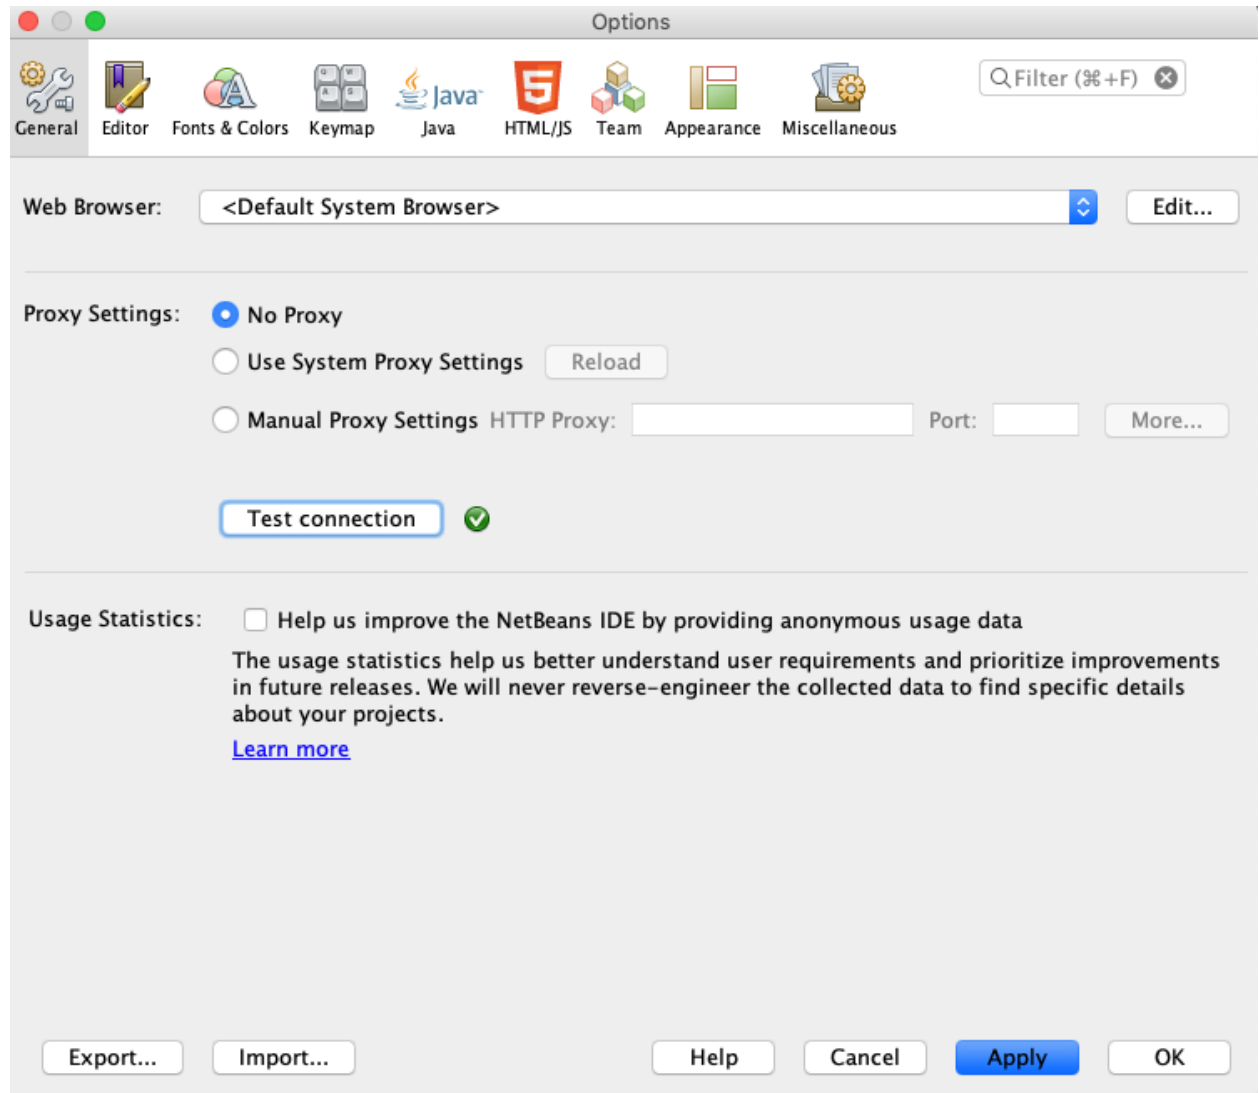 Options
Filter (⌘+F)
General Editor Fonts & Colors Keymap Java Java HTML/JS Team Appearance Miscellaneous
Web Browser: <Default System Browser> Edit...
Proxy Settings: No Proxy
Use System Proxy Settings Reload
Manual Proxy Settings HTTP Proxy: Port: More...
Test connection
Usage Statistics: Help us improve the NetBeans IDE by providing anonymous usage data
The usage statistics help us better understand user requirements and prioritize improvements
in future releases. We will never reverse-engineer the collected data to find specific details
about your projects.
Learn more
Export... Import... Help Cancel Apply OK